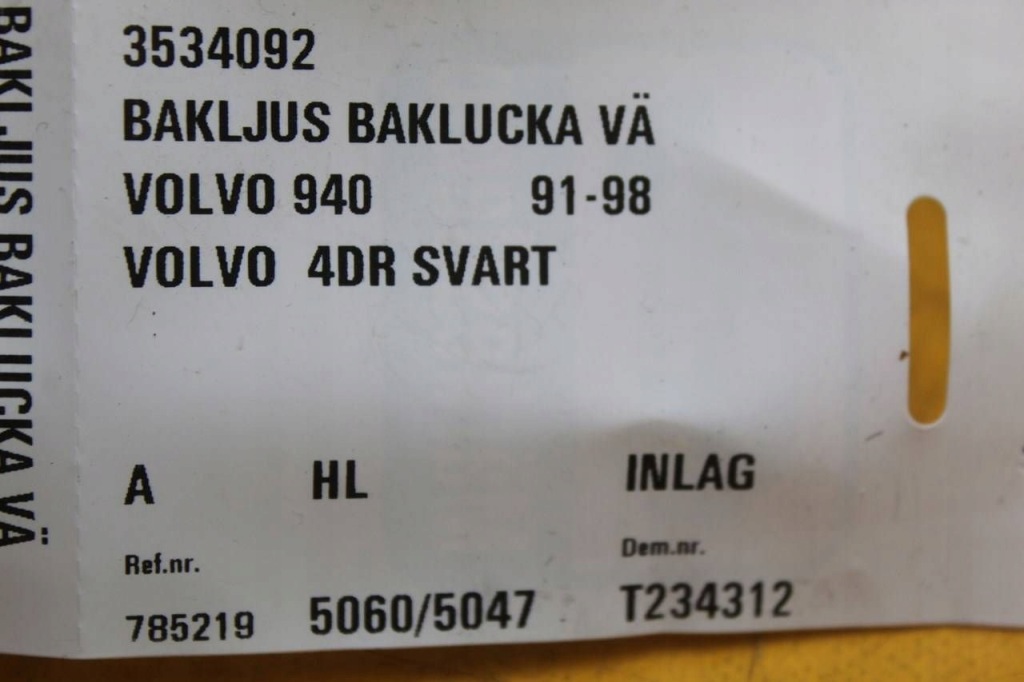 BAKLJUS BAKLUCKA VÄ
3534092
BAKLJUS BAKLUCKA VÄ
VOLVO 940 91-98
VOLVO 4DR SVART
A HL INLAG
Ref.nr. Dem.nr.
785219 5060/5047 T234312